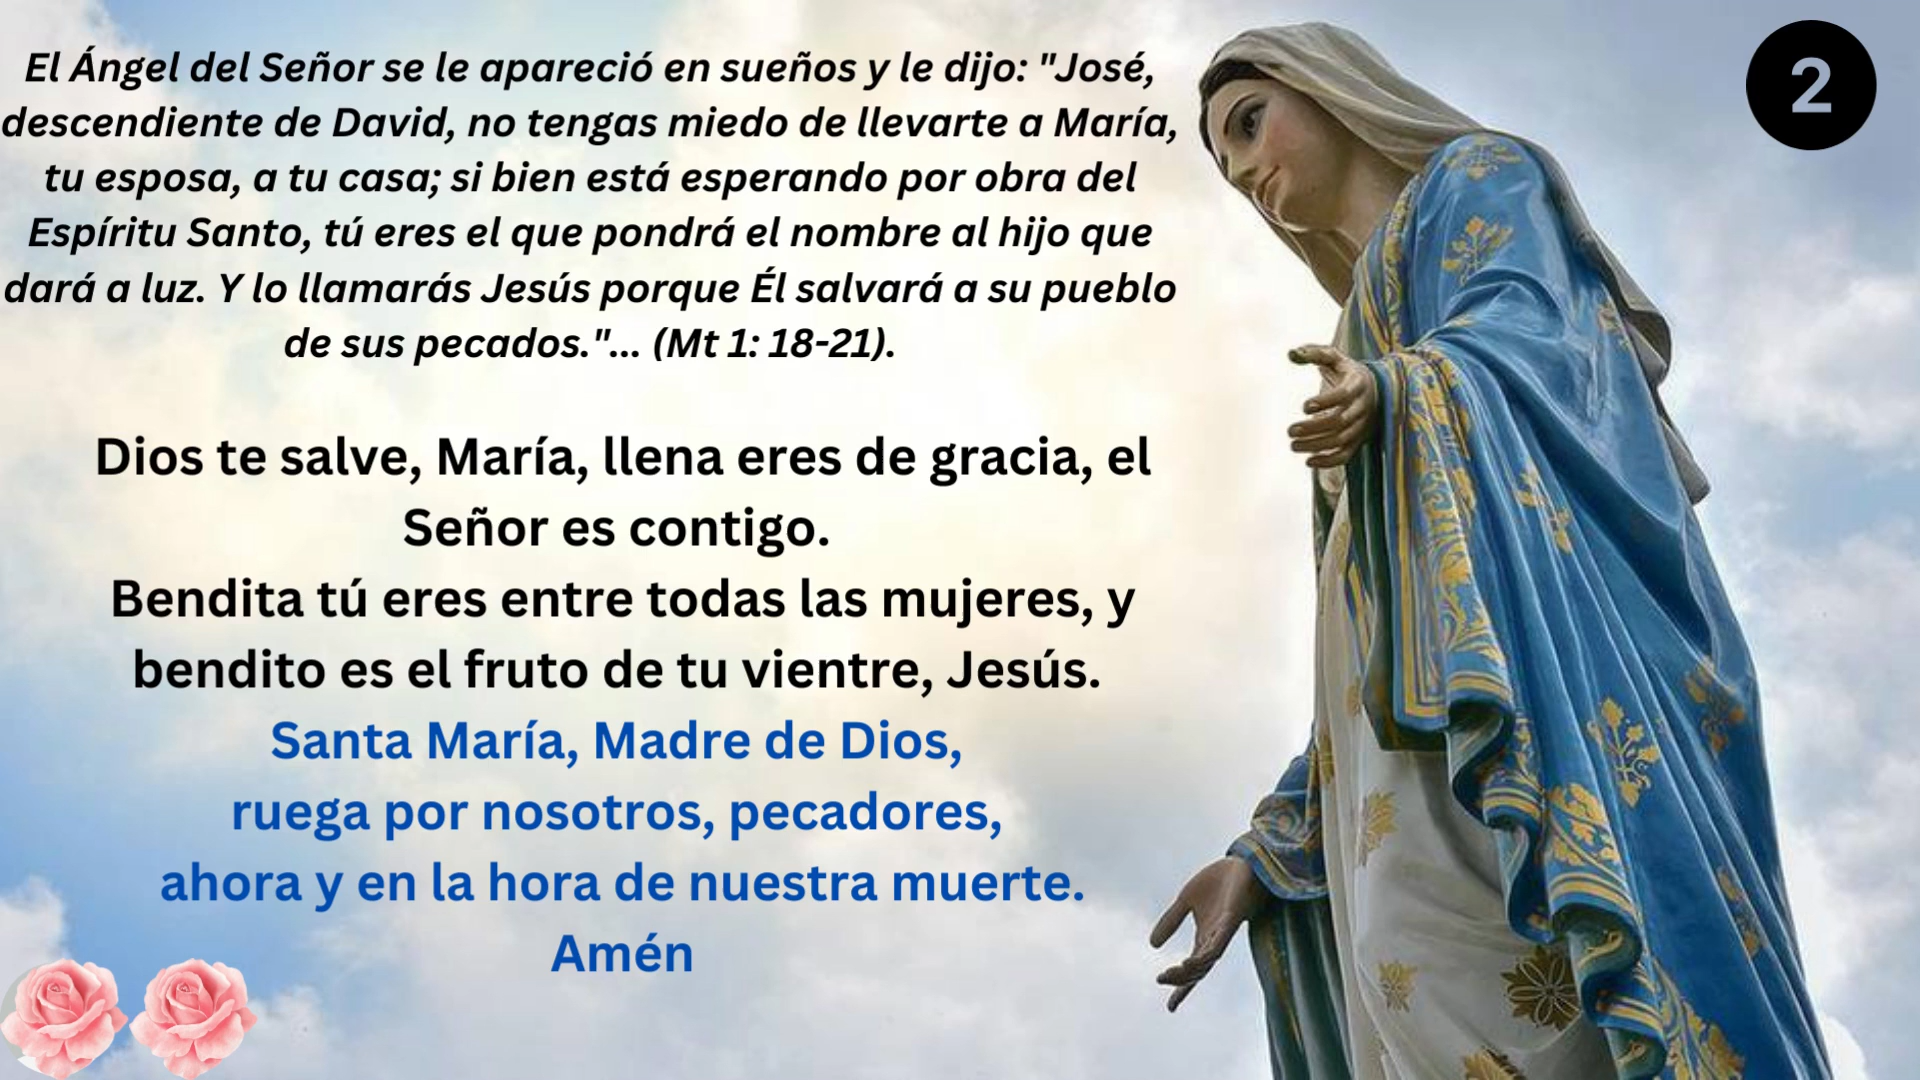 El Ángel del Señor se le apareció en sueños y le dijo: "José,
descendiente de David, no tengas miedo de llevarte a María,
tu esposa, a tu casa; si bien está esperando por obra del
Espíritu Santo, tú eres el que pondrá el nombre al hijo que
dará a luz. Y lo llamarás Jesús porque Él salvará a su pueblo
de sus pecados."... (Mt 1: 18-21).
2
Dios te salve, María, llena eres de gracia, el
Señor es contigo.
Bendita tú eres entre todas las mujeres, y
bendito es el fruto de tu vientre, Jesús.
Santa María, Madre de Dios,
ruega por nosotros, pecadores,
ahora y en la hora de nuestra muerte.
Amén